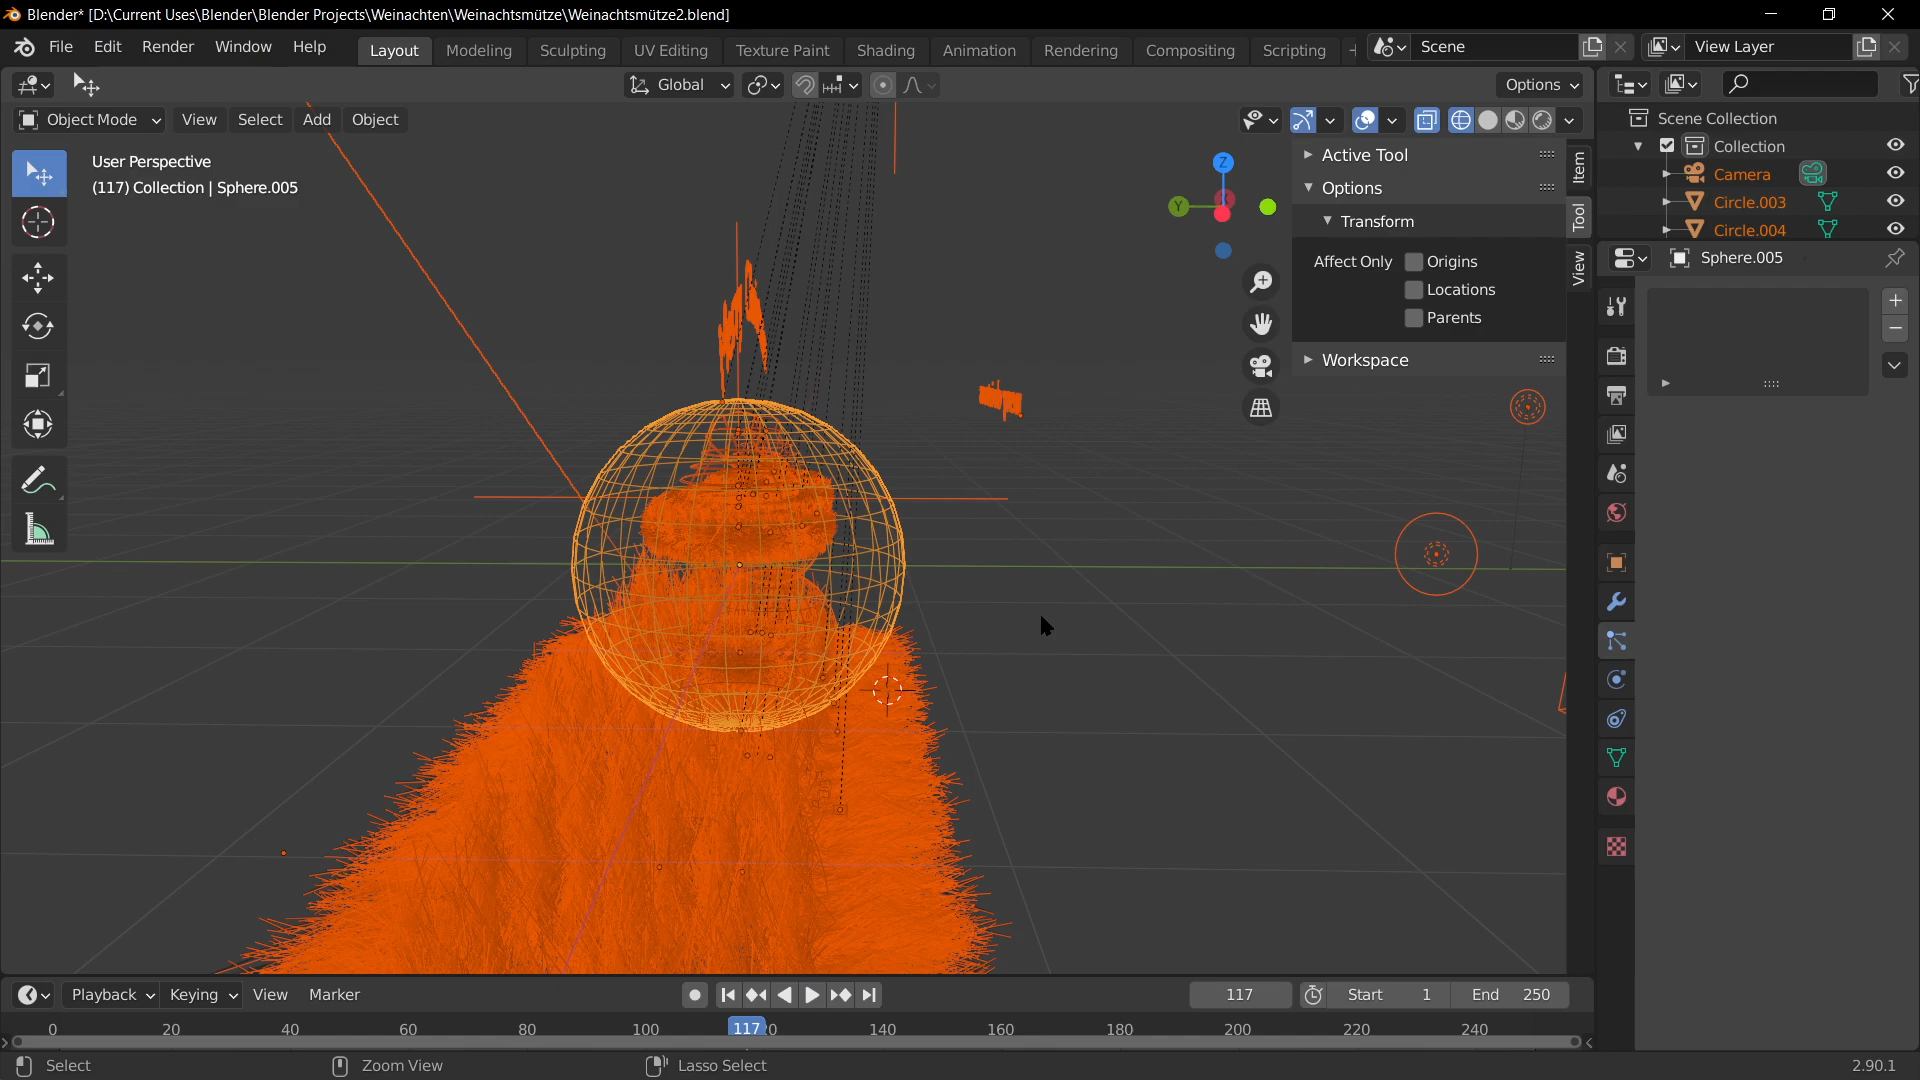 Blender* [D:\Current Uses\Blender\Blender Projects\Weinachten\Weinachtsmütze\Weinachtsmütze2.blend]
File Edit Render Window Help Layout Modeling Sculpting UV Editing Texture Paint Shading Animation Rendering Compositing Scripting Scene View Layer
Global Options
Object Mode View Select Add Object
User Perspective
(117) Collection | Sphere.005
Z
Y
Active Tool
Options
Transform
Affect Only Origins
Locations
Parents
Workspace
Item
Tool
View
Scene Collection
Collection
Camera
Circle.003
Circle.004
Sphere.005
Playback Keying View Marker 117 Start 1 End 250
0 20 40 60 80 100 117 140 160 180 200 220 240
Select Zoom View Lasso Select 2.90.1